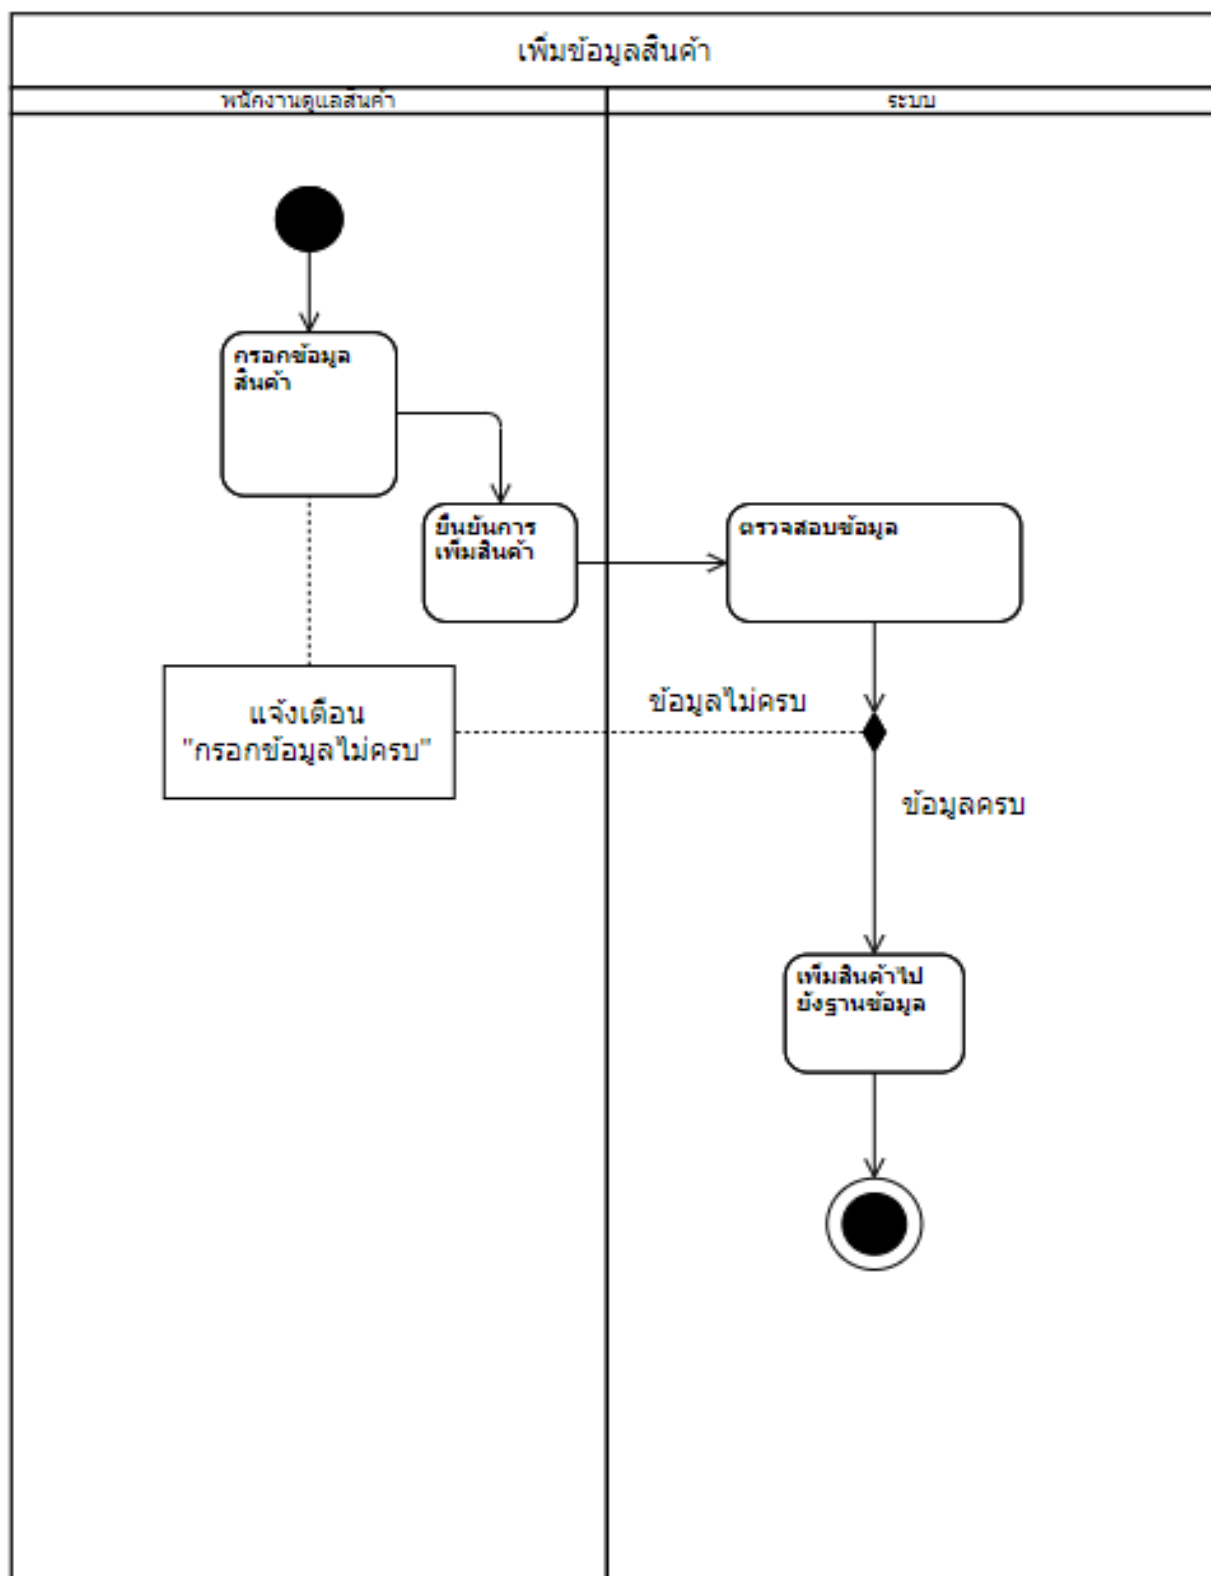 เพิ่มข้อมูลสินค้า
พนักงานดูแลสินค้า
ระบบ
กรอกข้อมูล
สินค้า
ยืนยันการ
เพิ่มสินค้า
ตรวจสอบข้อมูล
ข้อมูลไม่ครบ
แจ้งเตือน
"กรอกข้อมูลไม่ครบ"
ข้อมูลครบ
เพิ่มสินค้าไป
ยังฐานข้อมูล